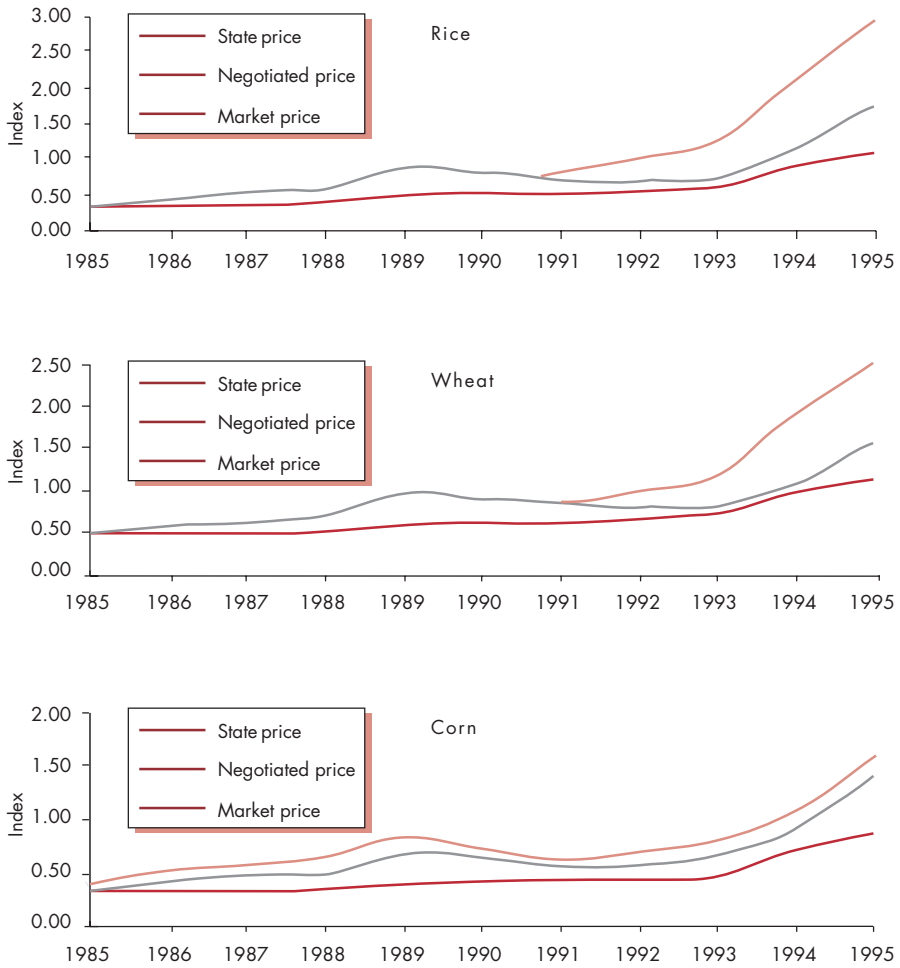 Rice
State price
Negotiated price
Market price
Index
3.00
2.50
2.00
1.50
1.00
0.50
0.00
1985 1986 1987 1988 1989 1990 1991 1992 1993 1994 1995
Wheat
State price
Negotiated price
Market price
Index
2.50
2.00
1.50
1.00
0.50
0.00
1985 1986 1987 1988 1989 1990 1991 1992 1993 1994 1995
Corn
State price
Negotiated price
Market price
Index
2.00
1.50
1.00
0.50
0.00
1985 1986 1987 1988 1989 1990 1991 1992 1993 1994 1995